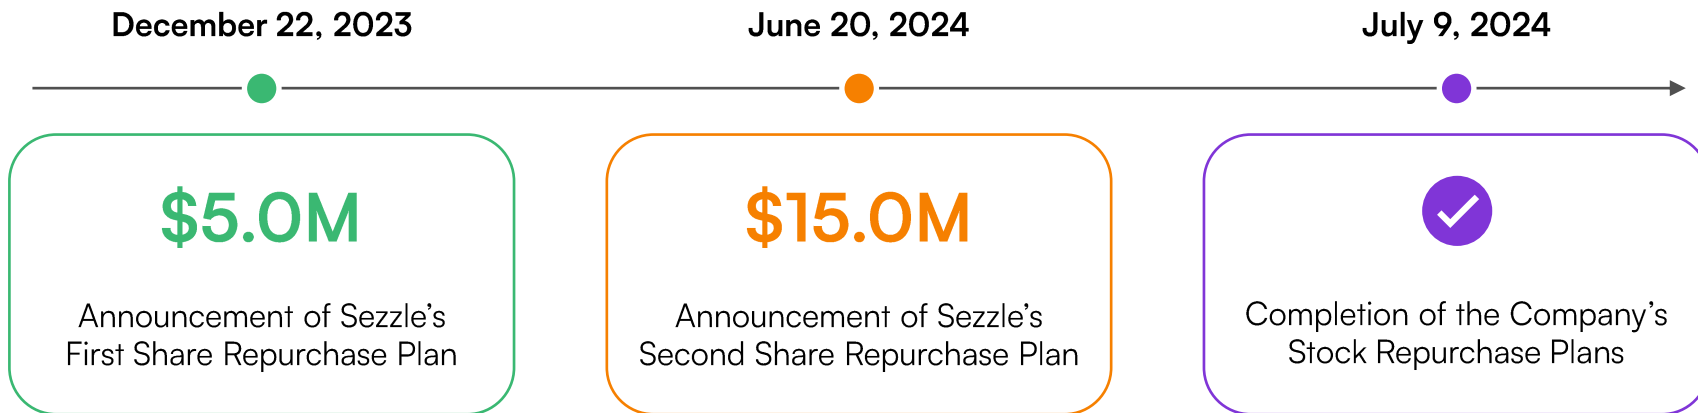 December 22, 2023
June 20, 2024
July 9, 2024
$5.0M
Announcement of Sezzle’s
First Share Repurchase Plan
$15.0M
Announcement of Sezzle’s
Second Share Repurchase Plan
Completion of the Company’s
Stock Repurchase Plans